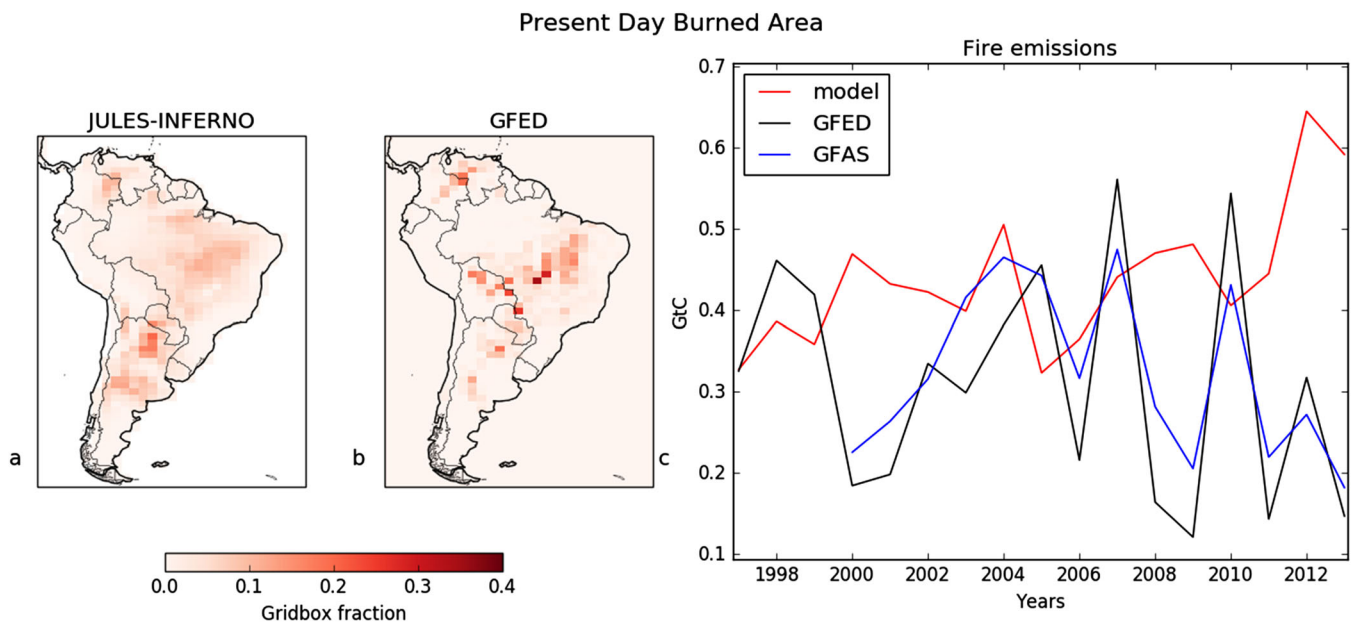 Present Day Burned Area
JULES-INFERNO
GFED
a
b
0.0 0.1 0.2 0.3 0.4
Gridbox fraction
c
Fire emissions
model
GFED
GFAS
0.7
0.6
0.5
0.4
0.3
0.2
0.1
GtC
1998 2000 2002 2004 2006 2008 2010 2012
Years